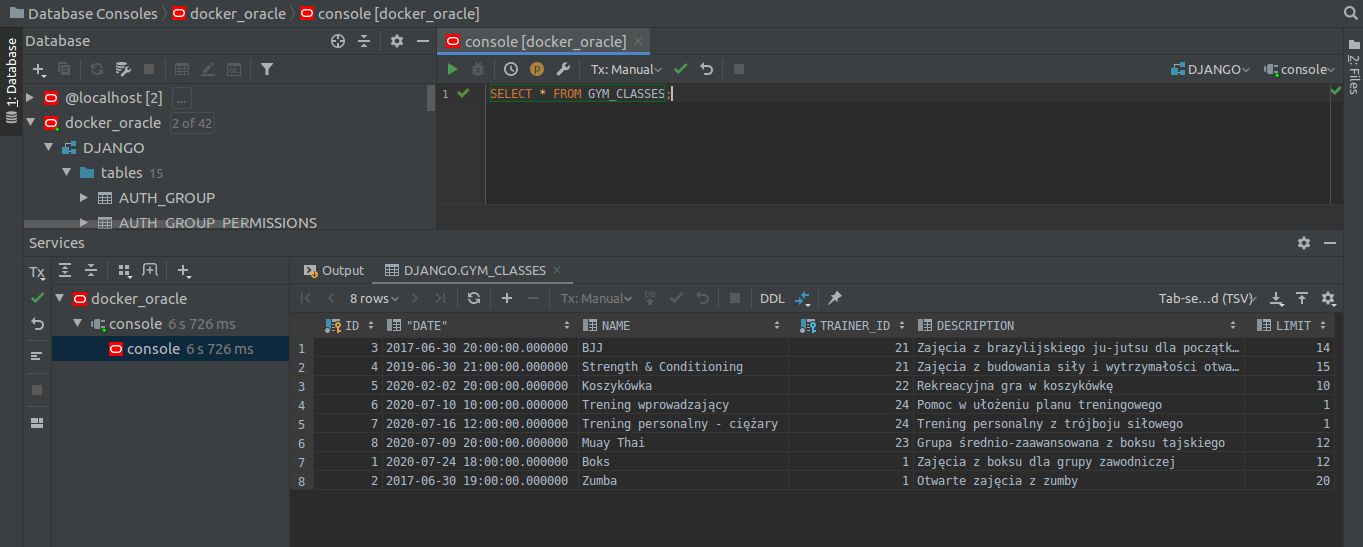 Database Consoles docker_oracle console [docker_oracle]
1: Database
Database
console [docker_oracle]
Tx: Manual
DJANGO
console
2: Files
@localhost [2] ...
docker_oracle 2 of 42
DJANGO
tables 15
AUTH_GROUP
AUTH_GROUP_PERMISSIONS
1 SELECT * FROM GYM_CLASSES;
Services
Tx
docker_oracle
console 6 s 726 ms
console 6 s 726 ms
Output
DJANGO.GYM_CLASSES
8 rows
Tx: Manual
DB
DDL
Tab-se...d (TSV)
ID "DATE" NAME TRAINER_ID DESCRIPTION LIMIT
1 3 2017-06-30 20:00:00.000000 BJJ 21 Zajęcia z brazylijskiego ju-jutsu dla początk… 14
2 4 2019-06-30 21:00:00.000000 Strength & Conditioning 21 Zajęcia z budowania siły i wytrzymałości otwa… 15
3 5 2020-02-02 20:00:00.000000 Koszykówka 22 Rekreacyjna gra w koszykówkę 10
4 6 2020-07-10 10:00:00.000000 Trening wprowadzający 24 Pomoc w ułożeniu planu treningowego 1
5 7 2020-07-16 12:00:00.000000 Trening personalny - ciężary 24 Trening personalny z trójboju siłowego 1
6 8 2020-07-09 20:00:00.000000 Muay Thai 23 Grupa średnio-zaawansowana z boksu tajskiego 12
7 1 2020-07-24 18:00:00.000000 Boks 1 Zajęcia z boksu dla grupy zawodniczej 12
8 2 2017-06-30 19:00:00.000000 Zumba 1 Otwarte zajęcia z zumby 20